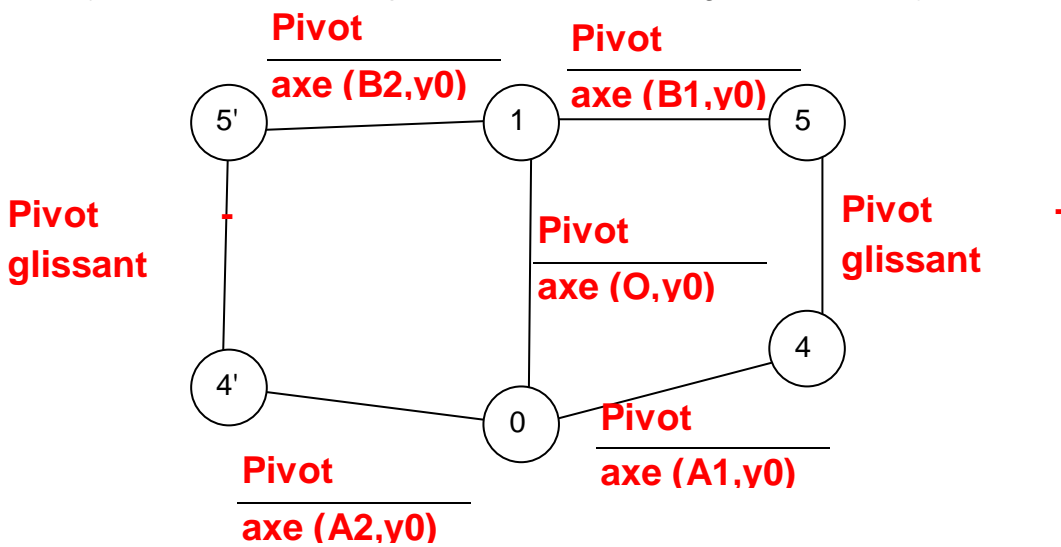 Pivot
axe (B2,y0)
Pivot
axe (B1,y0)
5'
1
5
Pivot
glissant
-
Pivot
axe (O,y0)
Pivot
glissant
-
4'
0
4
Pivot
axe (A1,y0)
Pivot
axe (A2,y0)